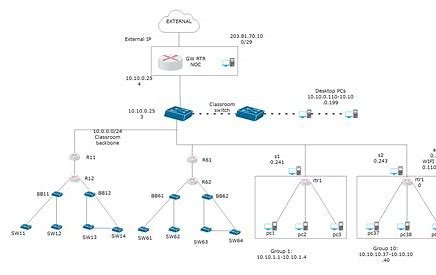 EXTERNAL
External IP
203.81.70.10
0/29
GW RTR
NOC
10.10.0.25
4
Desktop PCs
10.10.0.110-10.10
.0.199
Classroom
switch
10.10.0.25
3
10.0.0.0/24
Classroom
backbone
R11
R61
s1
0.241
s2
0.243
R12
R62
rtr1
rtr1
0
BB11
BB12
BB61
BB62
SW11
SW12
SW13
SW14
SW61
SW62
SW63
SW64
pc1
pc2
pc3
pc37
pc38
Group 1:
10.10.1.1-10.10.1.4
Group 10:
10.10.10.37-10.10.10
.40